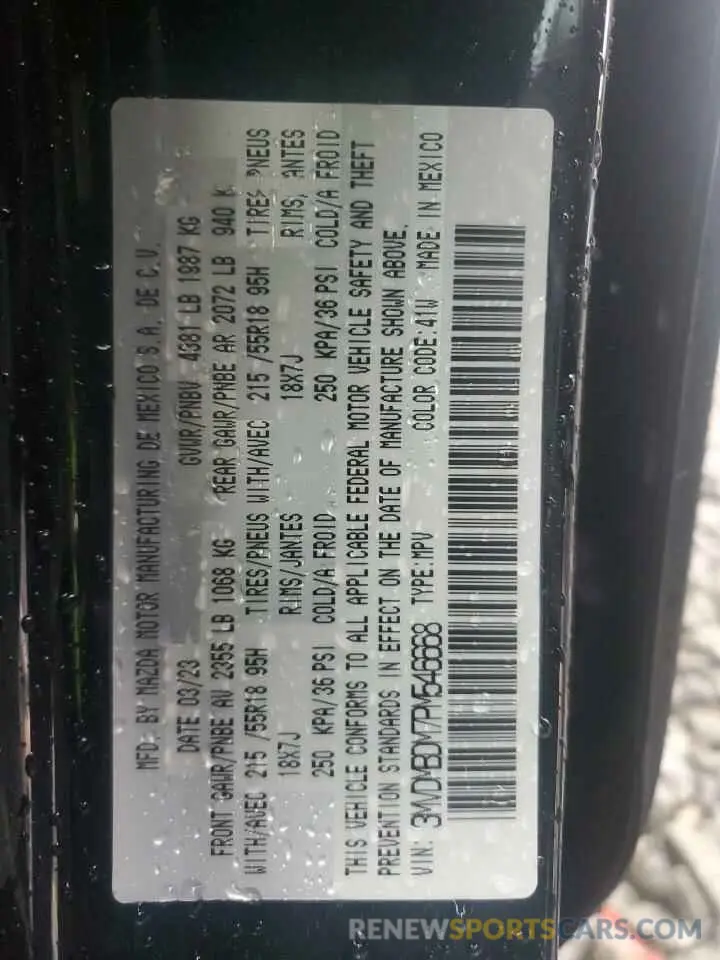 MFD. BY MAZDA MOTOR MANUFACTURING DE MEXICO S.A. DE C.V.
DATE 03/23 GVWR/PNBV 4381 LB 1987 KG
FRONT GAWR/PNBE AV 2355 LB 1068 KG REAR GAWR/PNBE AR 2072 LB 940 K
WITH/AVEC 215 /55R18 95H TIRES/PNEUS WITH/AVEC 215 /55R18 95H TIRES PNEUS
18X7J RIMS/JANTES 18X7J RIMS, ANTES
250 KPA/36 PSI COLD/A FROID 250 KPA/36 PSI COLD/A FROID
THIS VEHICLE CONFORMS TO ALL APPLICABLE FEDERAL MOTOR VEHICLE SAFETY AND THEFT
PREVENTION STANDARDS IN EFFECT ON THE DATE OF MANUFACTURE SHOWN ABOVE.
VIN: 3MVDMBDM7PM546668 TYPE:MPV COLOR CODE:41W MADE IN MEXICO
RENEWSPORTSCARS.COM